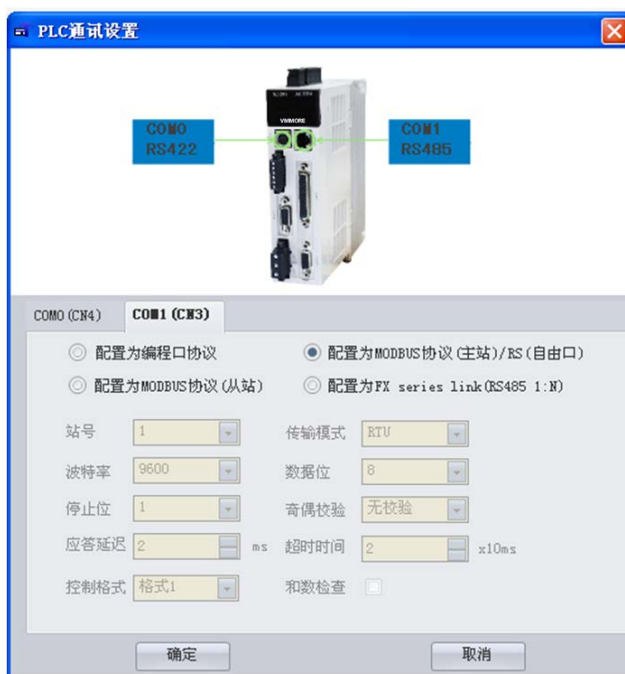 PLC通讯设置
VMMORE
COM0
RS422
COM1
RS485
COM0(CN4) COM1(CN3)
配置为编程口协议 配置为MODBUS协议(主站)/RS(自由口)
配置为MODBUS协议(从站) 配置为FX series link(RS485 1:N)
站号 1 传输模式 RTU
波特率 9600 数据位 8
停止位 1 奇偶校验 无校验
应答延迟 2 ms 超时时间 2 x10ms
控制格式 格式1 和数检查
确定 取消